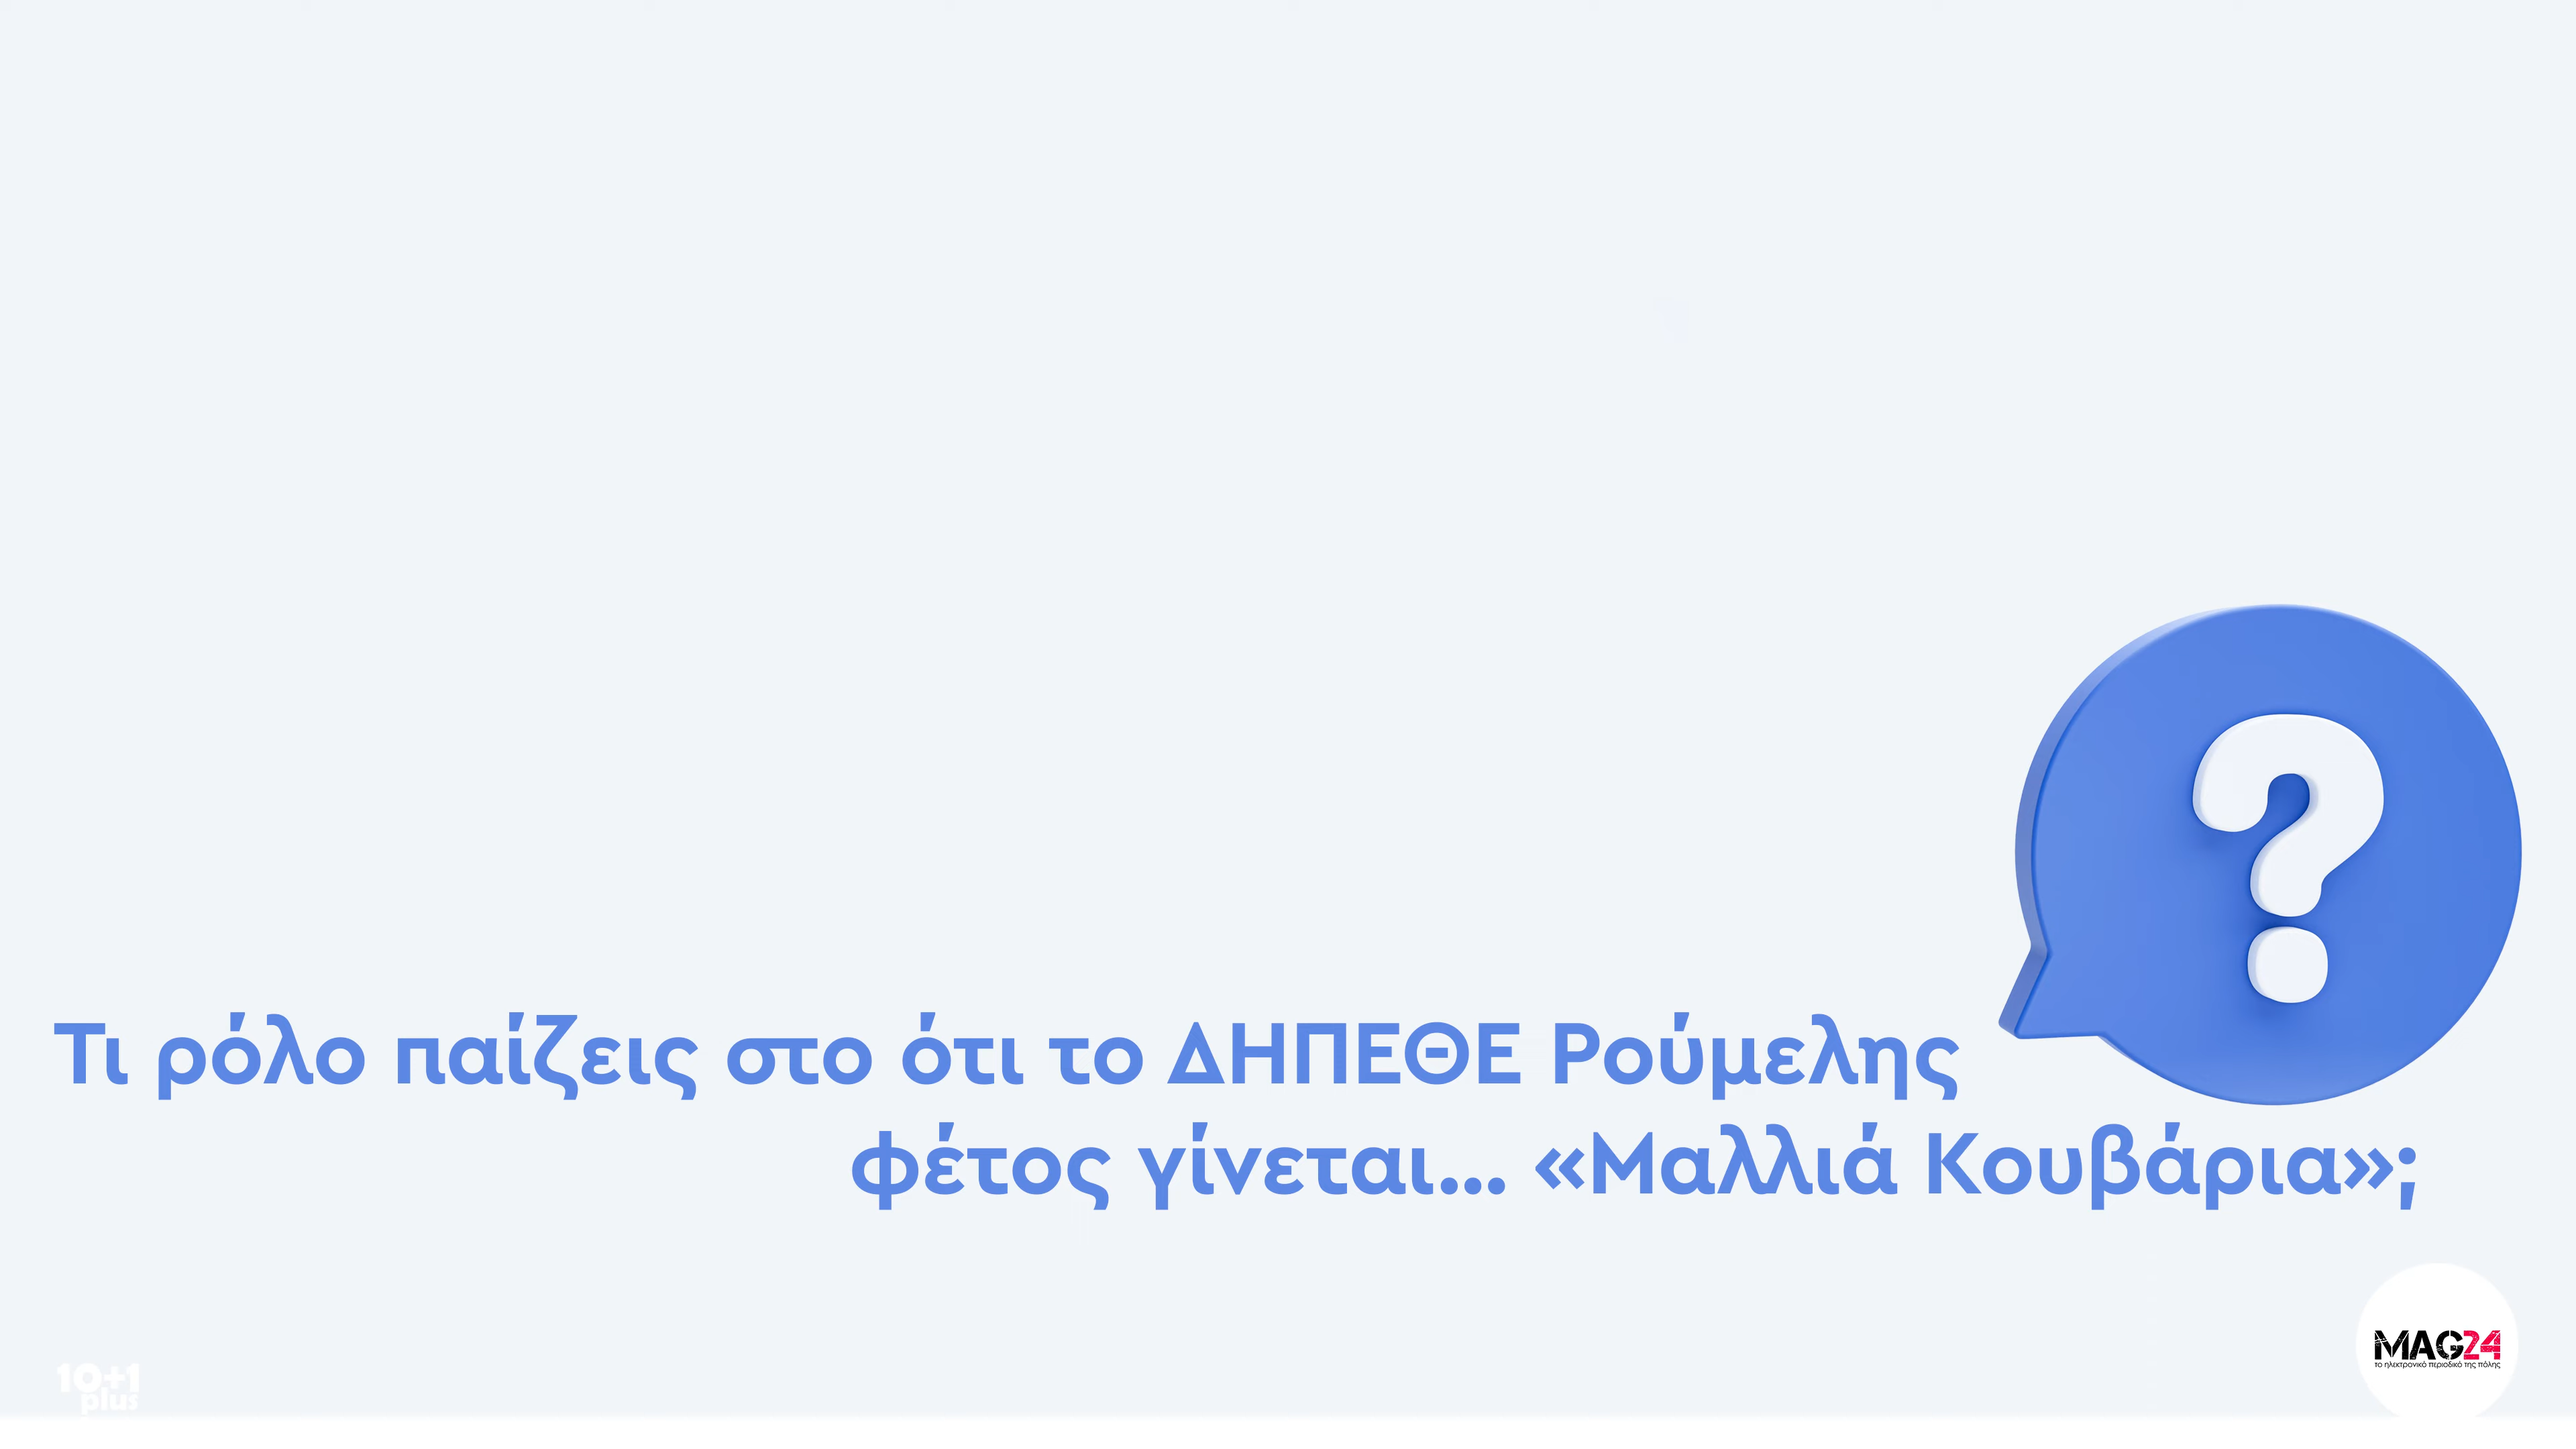 Τι ρόλο παίζεις στο ότι το ΔΗΠΕΘΕ Ρούμελης
φέτος γίνεται... «Μαλλιά Κουβάρια»;
?
MAG24
το ηλεκτρονικό περιοδικό της πόλης
10+1
plus